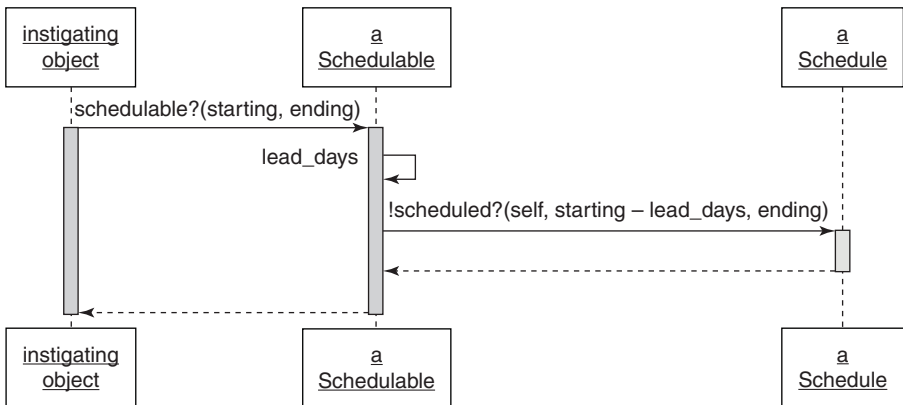 instigating
object
a
Schedulable
a
Schedule
schedulable?(starting, ending)
lead_days
!scheduled?(self, starting – lead_days, ending)
instigating
object
a
Schedulable
a
Schedule